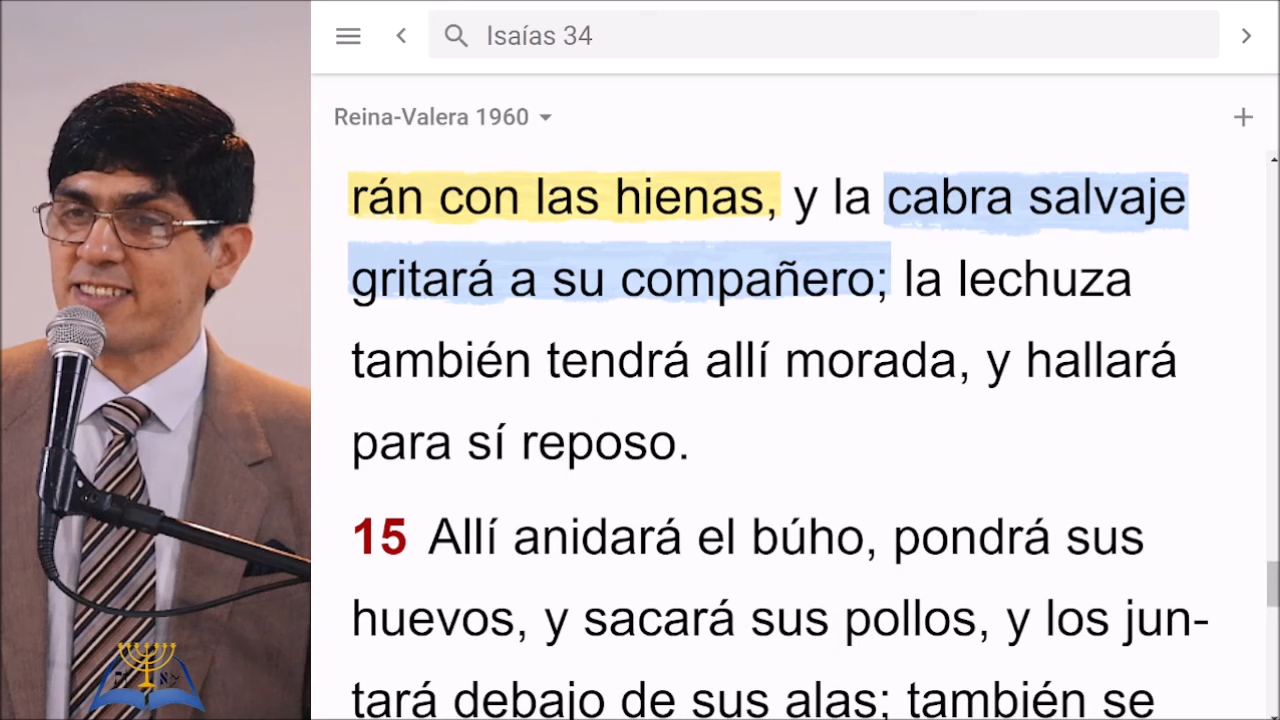 Isaías 34
Reina-Valera 1960
rán con las hienas, y la cabra salvaje
gritará a su compañero; la lechuza
también tendrá allí morada, y hallará
para sí reposo.
15 Allí anidará el búho, pondrá sus
huevos, y sacará sus pollos, y los jun-
tará debajo de sus alas; también se